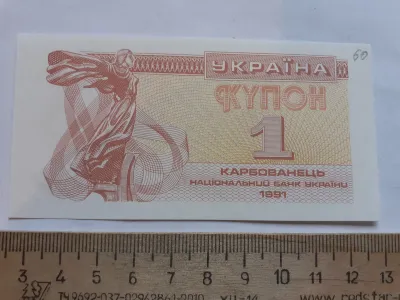 УКРАЇНА
60
КУПОН
1
КАРБОВАНЕЦЬ
НАЦІОНАЛЬНИЙ БАНК УКРАЇНИ
1991
3 4 5 6 7 8 9 10 11 12 13